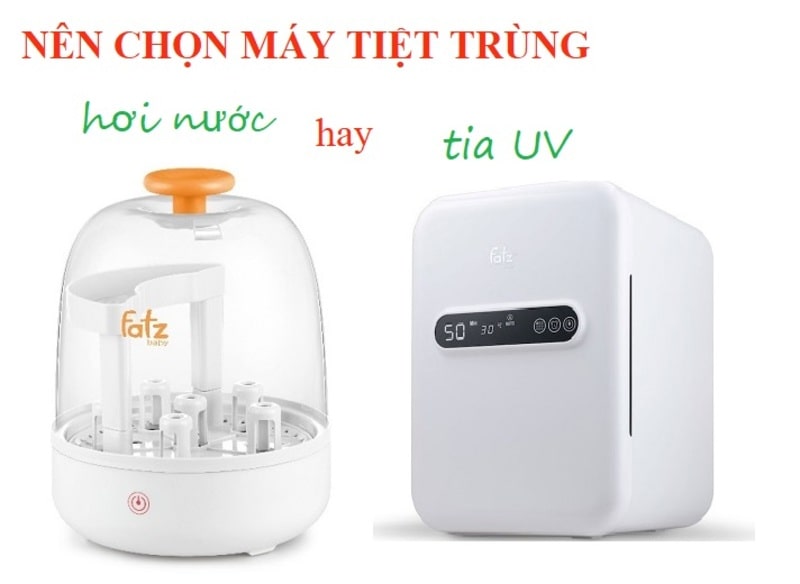 NÊN CHỌN MÁY TIỆT TRÙNG
hơi nước hay tia UV
fatz
baby
fatz
50 30